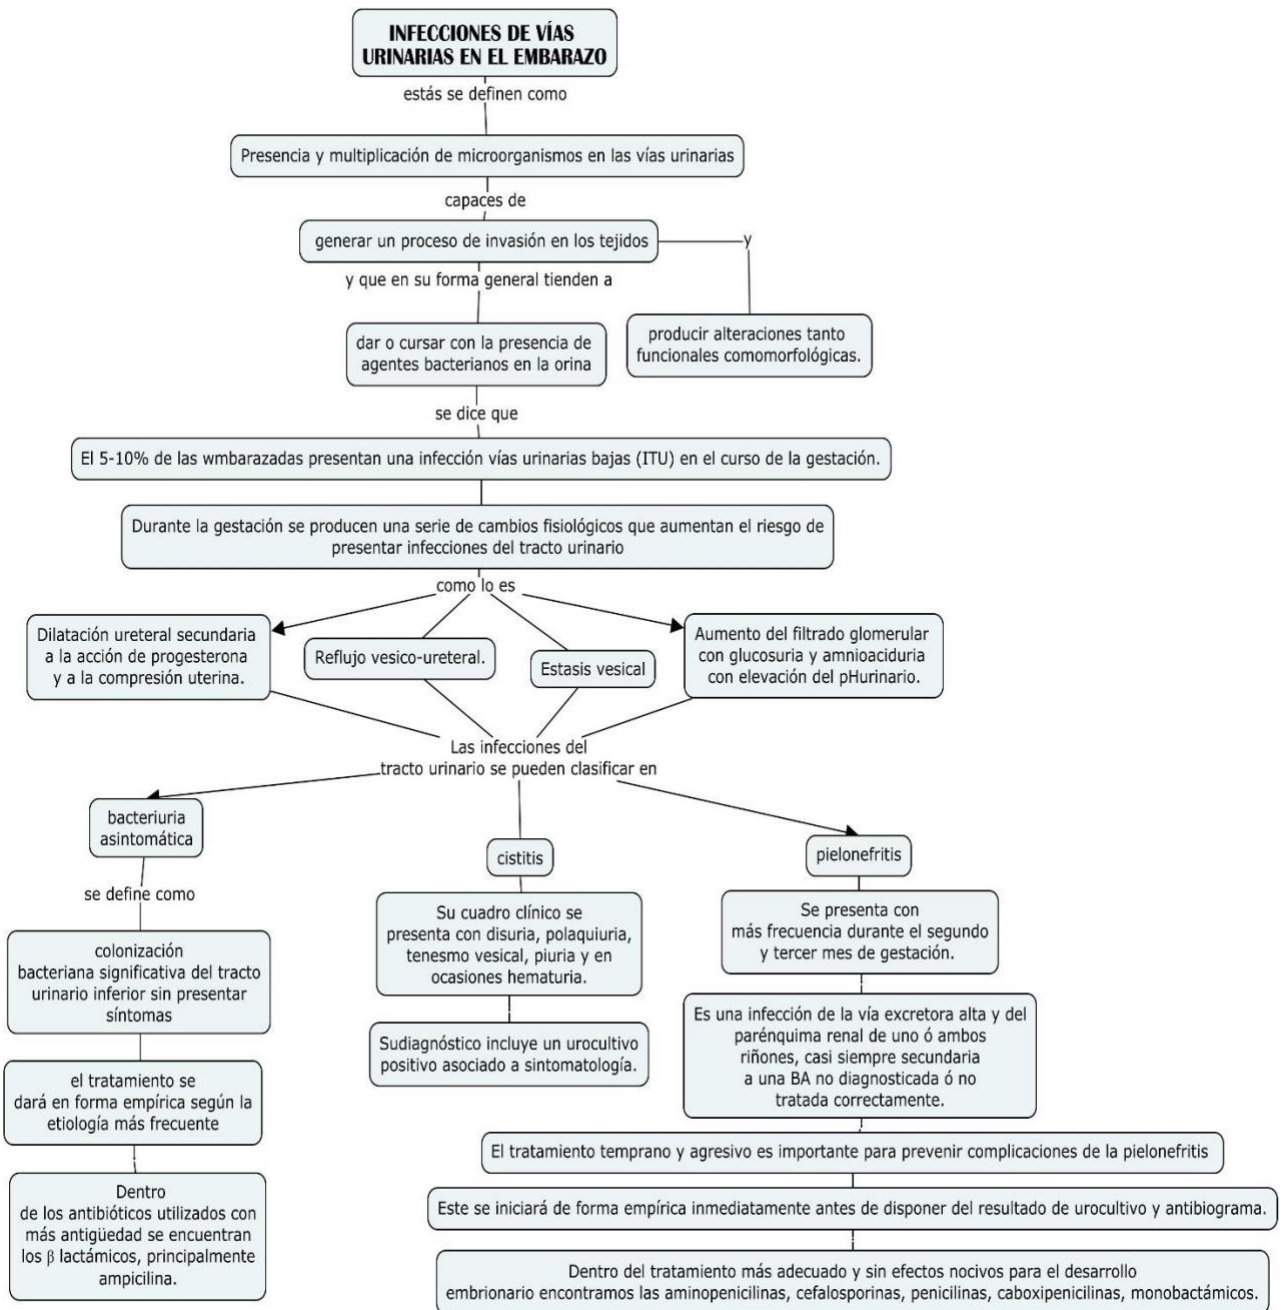 INFECCIONES DE VÍAS
URINARIAS EN EL EMBARAZO
estás se definen como
Presencia y multiplicación de microorganismos en las vías urinarias
capaces de
generar un proceso de invasión en los tejidos
y
y que en su forma general tienden a
dar o cursar con la presencia de
agentes bacterianos en la orina
producir alteraciones tanto
funcionales comomorfológicas.
se dice que
El 5-10% de las wmbarazadas presentan una infección vías urinarias bajas (ITU) en el curso de la gestación.
Durante la gestación se producen una serie de cambios fisiológicos que aumentan el riesgo de
presentar infecciones del tracto urinario
como lo es
Dilatación ureteral secundaria
a la acción de progesterona
y a la compresión uterina.
Reflujo vesico-ureteral.
Estasis vesical
Aumento del filtrado glomerular
con glucosuria y amnioaciduria
con elevación del pHurinario.
Las infecciones del
tracto urinario se pueden clasificar en
bacteriuria
asintomática
se define como
colonización
bacteriana significativa del tracto
urinario inferior sin presentar
síntomas
el tratamiento se
dará en forma empírica según la
etiología más frecuente
Dentro
de los antibióticos utilizados con
más antigüedad se encuentran
los β lactámicos, principalmente
ampicilina.
cistitis
Su cuadro clínico se
presenta con disuria, polaquiuria,
tenesmo vesical, piuria y en
ocasiones hematuria.
Sudiagnóstico incluye un urocultivo
positivo asociado a sintomatología.
pielonefritis
Se presenta con
más frecuencia durante el segundo
y tercer mes de gestación.
Es una infección de la vía excretora alta y del
parénquima renal de uno ó ambos
riñones, casi siempre secundaria
a una BA no diagnosticada ó no
tratada correctamente.
El tratamiento temprano y agresivo es importante para prevenir complicaciones de la pielonefritis
Este se iniciará de forma empírica inmediatamente antes de disponer del resultado de urocultivo y antibiograma.
Dentro del tratamiento más adecuado y sin efectos nocivos para el desarrollo
embrionario encontramos las aminopenicilinas, cefalosporinas, penicilinas, caboxipenicilinas, monobactámicos.